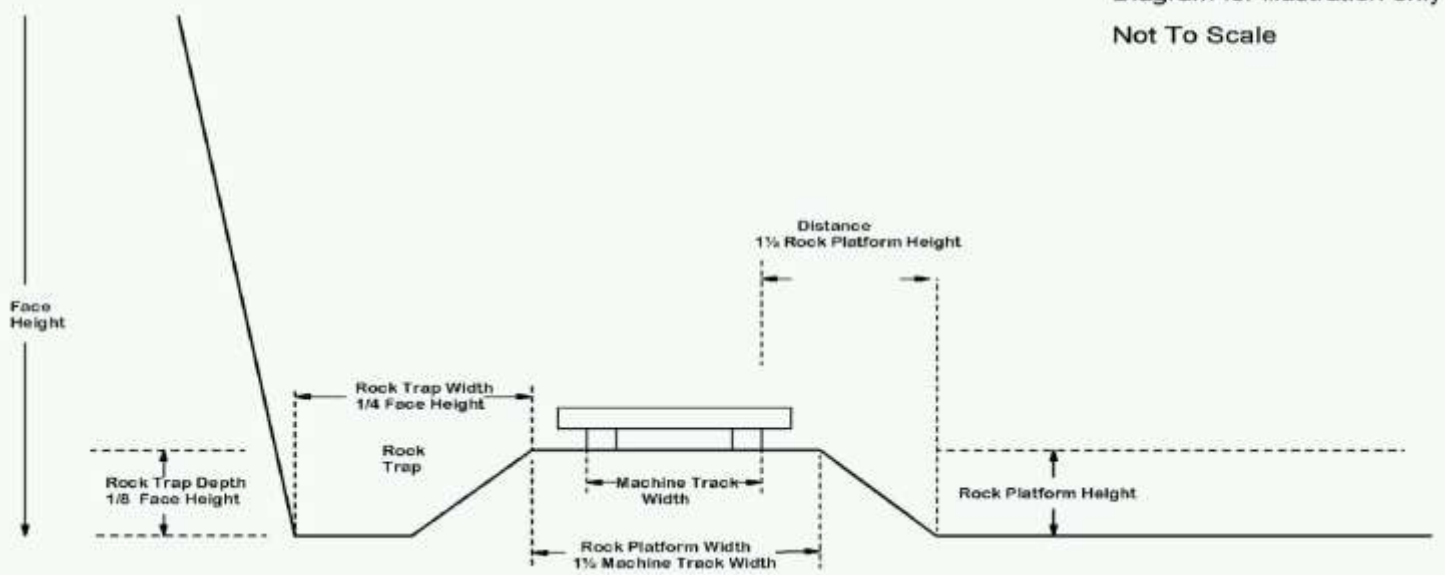 Not To Scale
Distance
1½ Rock Platform Height
Face
Height
Rock Trap Width
1/4 Face Height
Rock
Trap
Rock Trap Depth
1/8 Face Height
Machine Track
Width
Rock Platform Height
Rock Platform Width
1½ Machine Track Width